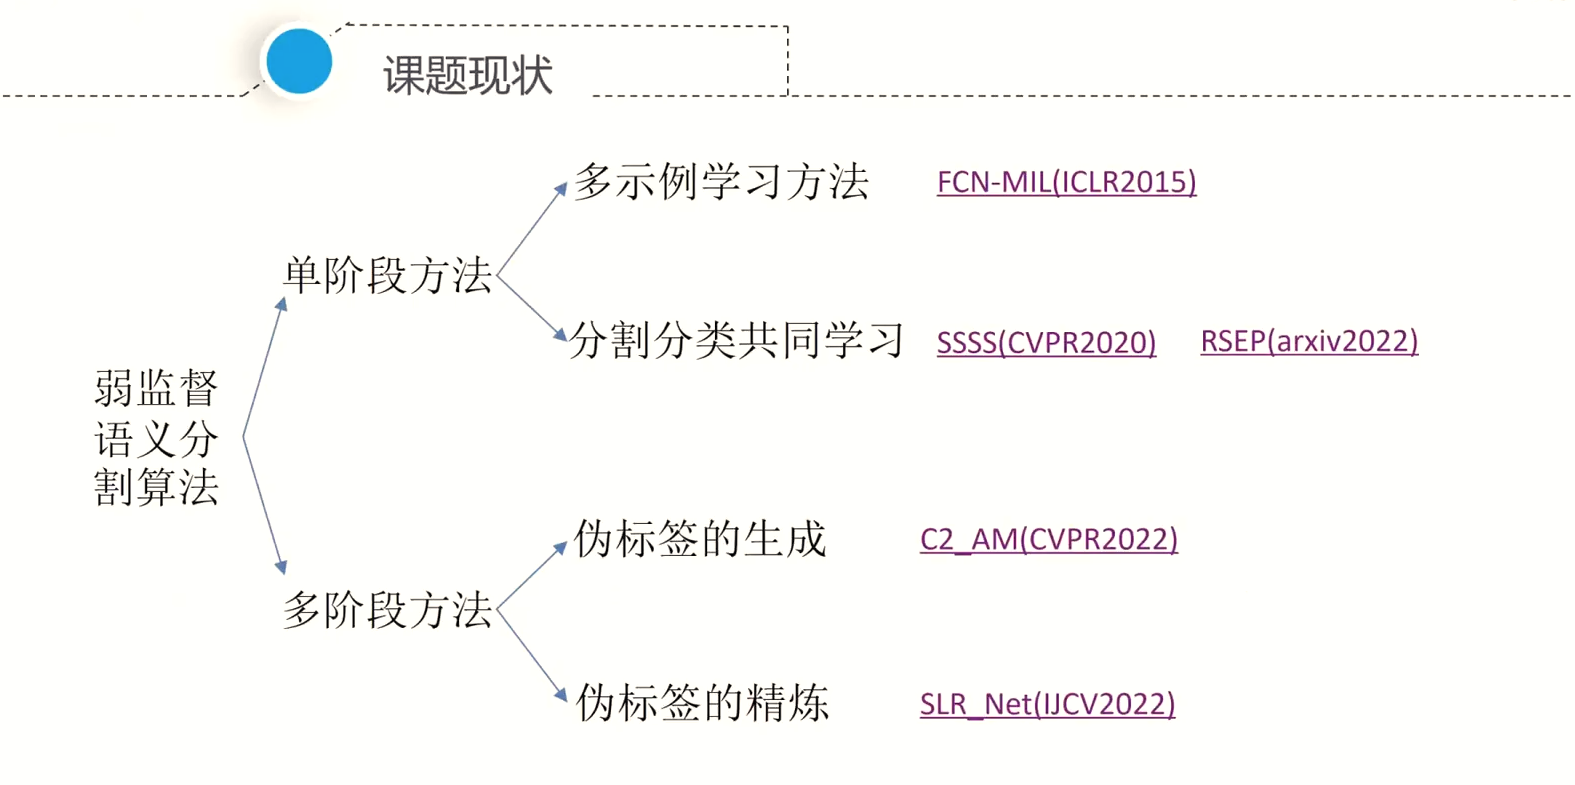 课题现状
多示例学习方法 FCN-MIL(ICLR2015)
单阶段方法
分割分类共同学习 SSSS(CVPR2020) RSEP(arxiv2022)
弱监督
语义分
割算法
伪标签的生成 C2_AM(CVPR2022)
多阶段方法
伪标签的精炼 SLR_Net(IJCV2022)